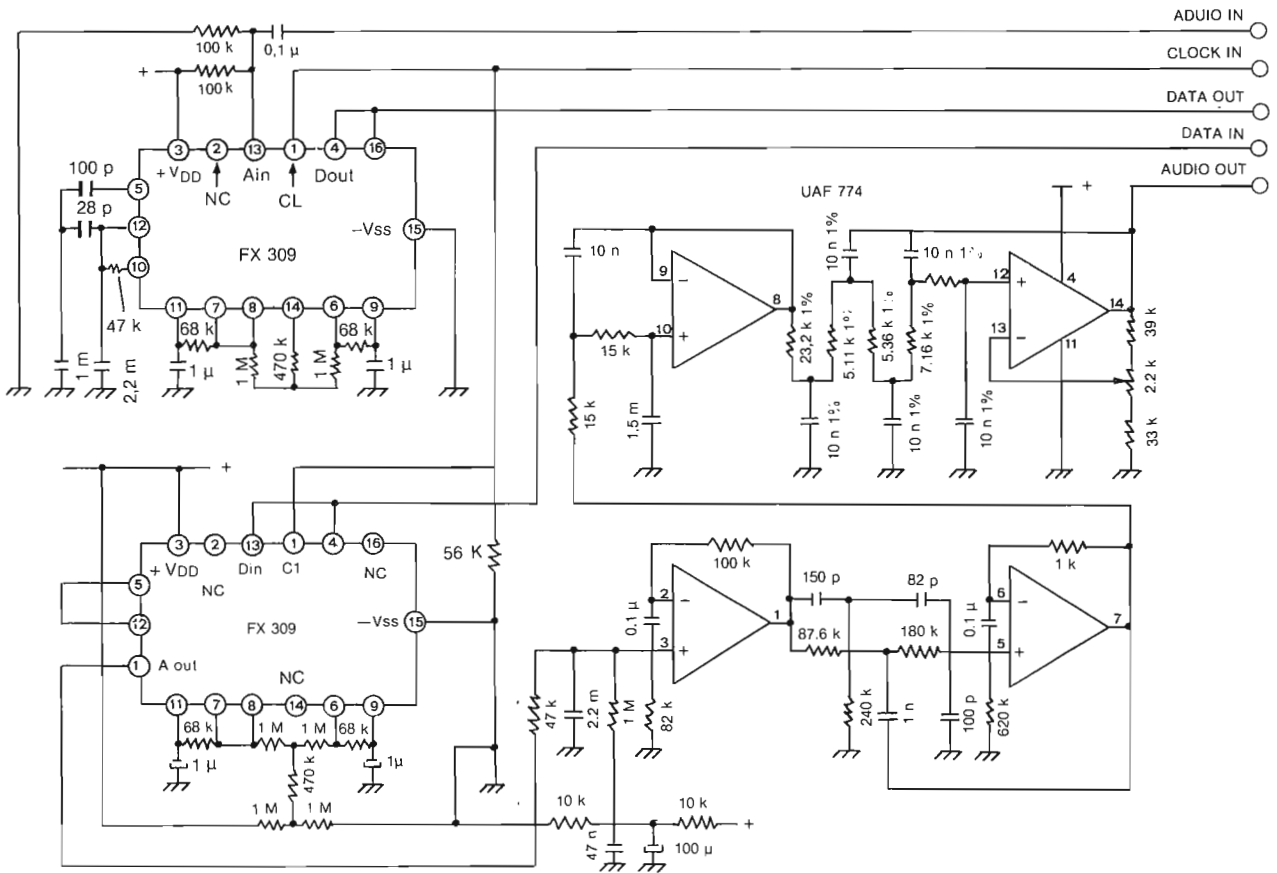 ADUIO IN
CLOCK IN
DATA OUT
DATA IN
AUDIO OUT
100 k
0,1 µ
+
100 k
3
2
13
1
4
16
+ VDD
NC
Ain
CL
Dout
100 p
5
28 p
12
10
47 k
FX 309
−Vss
15
11
7
8
14
6
9
68 k
1 M
470 k
1 M
68 k
1 m
2,2 m
1 µ
1 µ
UAF 774
10 n
9
−
8
10
+
15 k
15 k
1.5 m
23,2 k 1%
5.11 k 1%
5.36 k 1%
7.16 k 1%
10 n 1%
10 n 1%
10 n 1%
10 n 1%
10 n 1%
12
+
13
−
4
+
14
11
39 k
2.2 k
33 k
+
3
2
13
1
4
16
+ VDD
NC
Din
C1
NC
5
12
1
A out
FX 309
−Vss
15
NC
11
7
8
14
6
9
68 k
1 M
1 M
68 k
1 µ
470 k
1µ
1 M
1 M
56 K
10 k
10 k
+
47 n
100 µ
47 k
2.2 m
1 M
82 k
0.1 µ
100 k
2
−
3
+
1
150 p
82 p
87.6 k
180 k
240 k
1 n
100 p
620 k
0.1 µ
1 k
6
−
5
+
7